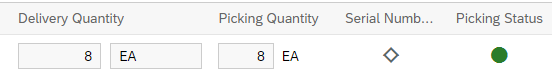 Delivery Quantity Picking Quantity Serial Numb... Picking Status
8 EA 8 EA